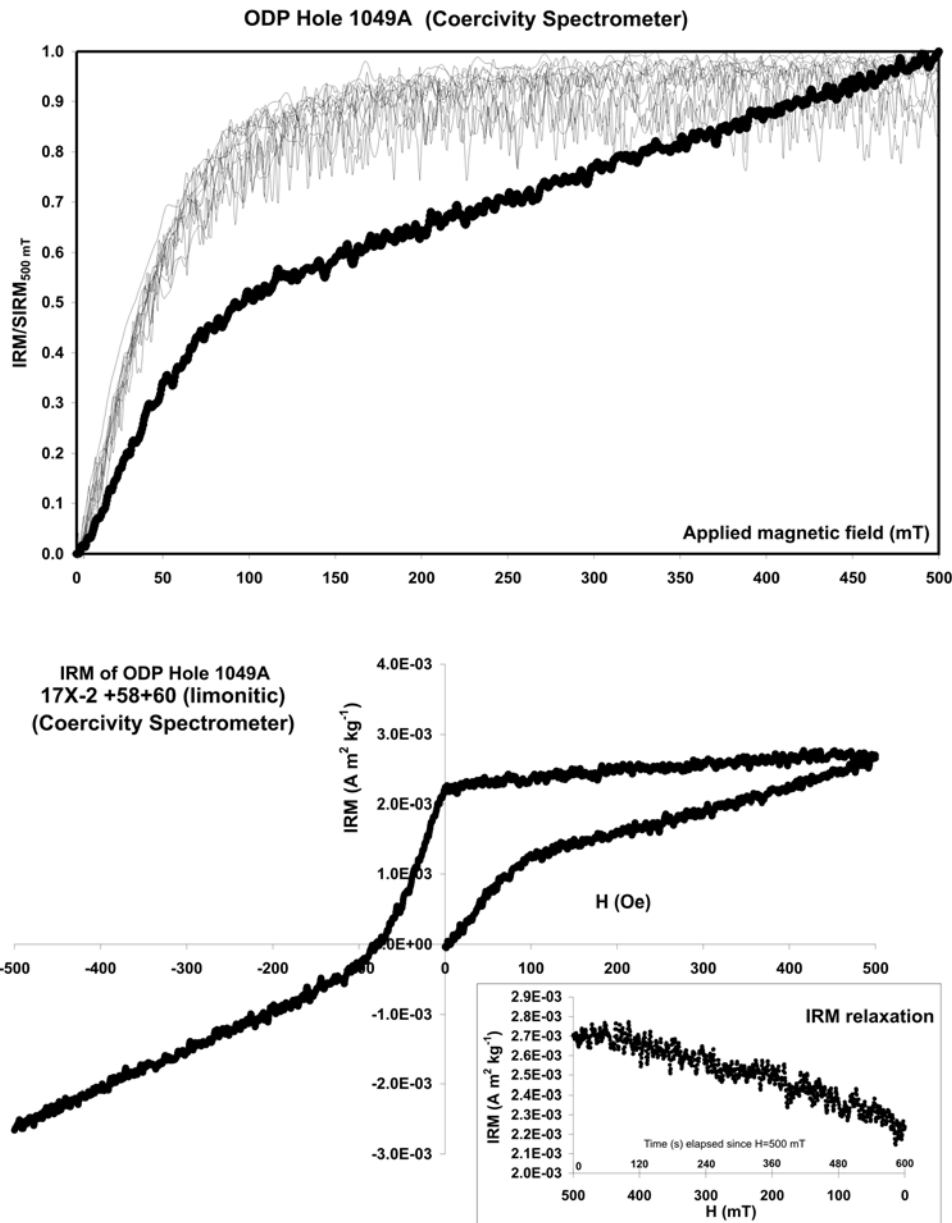 ODP Hole 1049A (Coercivity Spectrometer)
1.0
0.9
0.8
0.7
0.6
0.5
0.4
0.3
0.2
0.1
0.0
IRM/SIRM500 mT
Applied magnetic field (mT)
0 50 100 150 200 250 300 350 400 450 500
IRM of ODP Hole 1049A
17X-2 +58+60 (limonitic)
(Coercivity Spectrometer)
IRM (A m² kg⁻¹)
4.0E-03
3.0E-03
2.0E-03
1.0E-03
.0E+00
-1.0E-03
-2.0E-03
-3.0E-03
H (Oe)
-500 -400 -300 -200 -100 0 100 200 300 400 500
IRM relaxation
IRM (A m² kg⁻¹)
2.9E-03
2.8E-03
2.7E-03
2.6E-03
2.5E-03
2.4E-03
2.3E-03
2.2E-03
2.1E-03
2.0E-03
Time (s) elapsed since H=500 mT
0 120 240 360 480 600
500 400 300 200 100 0
H (mT)